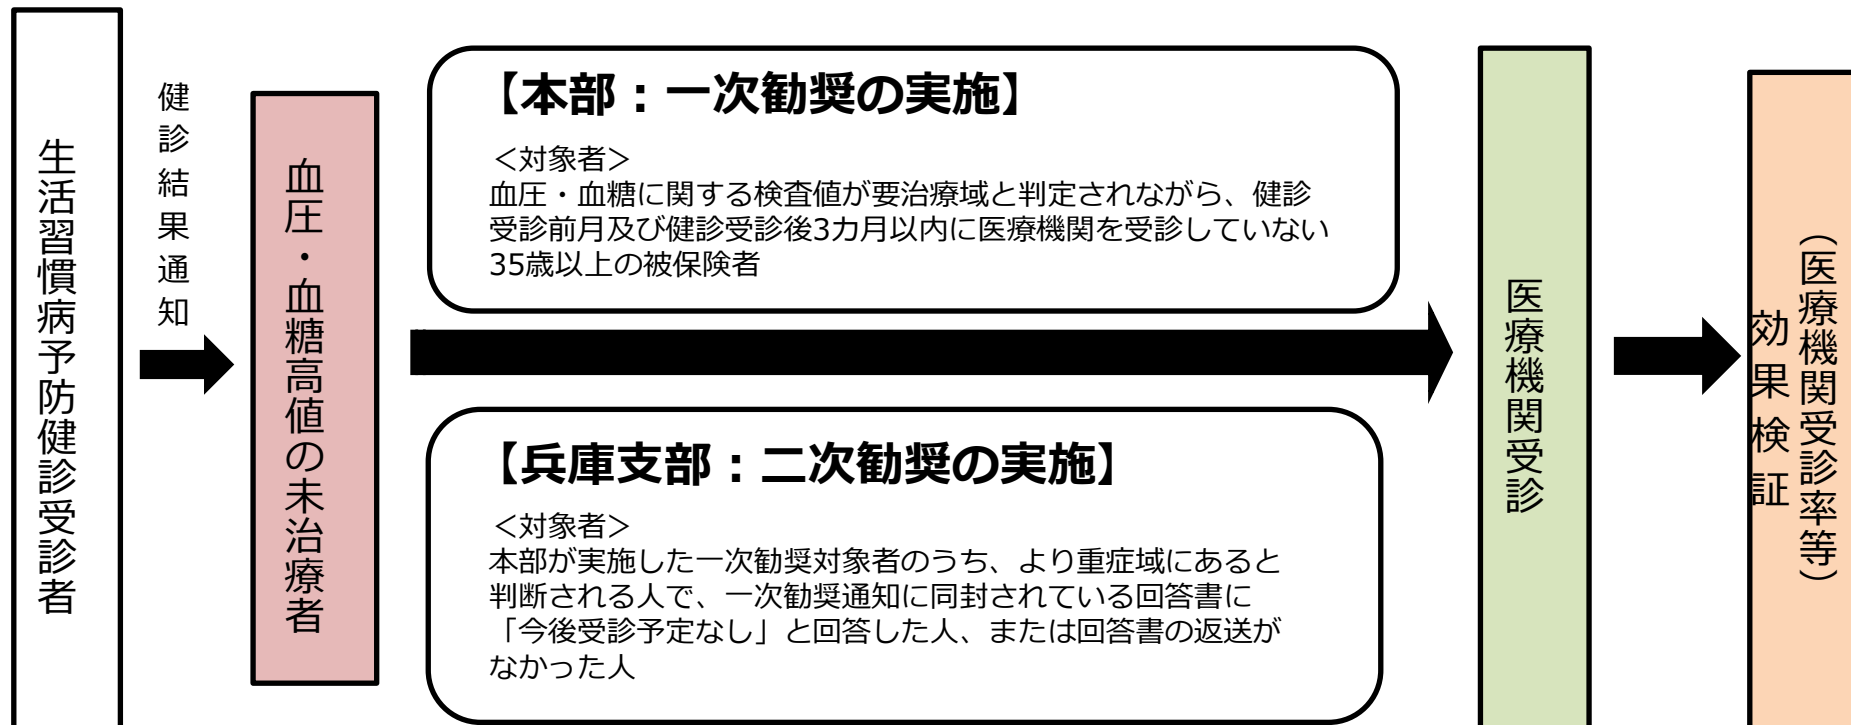 生活習慣病予防健診受診者
健診結果通知
血圧・血糖高値の未治療者
【本部：一次勧奨の実施】
＜対象者＞
血圧・血糖に関する検査値が要治療域と判定されながら、健診
受診前月及び健診受診後3カ月以内に医療機関を受診していない
35歳以上の被保険者
【兵庫支部：二次勧奨の実施】
＜対象者＞
本部が実施した一次勧奨対象者のうち、より重症域にあると
判断される人で、一次勧奨通知に同封されている回答書に
「今後受診予定なし」と回答した人、または回答書の返送が
なかった人
医療機関受診
効果検証
（医療機関受診率等）